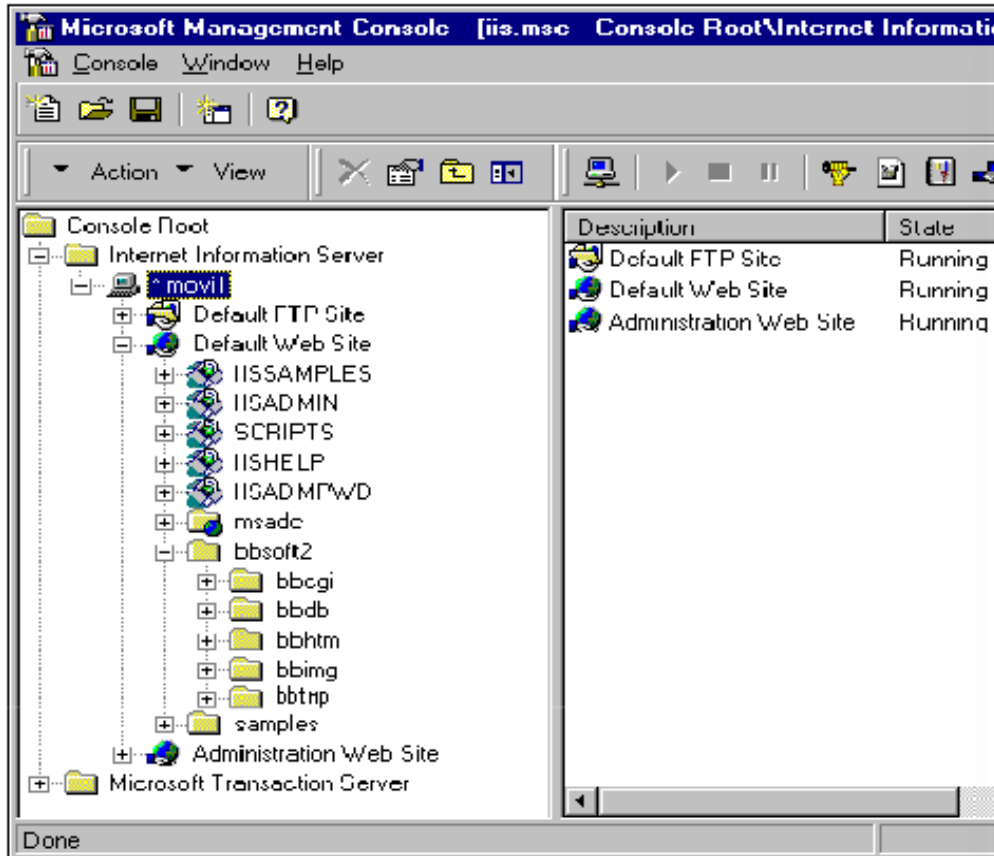 Microsoft Management Console [iis.msc Console Root\Internet Informatio
Console Window Help
Action View
Console Root
Internet Information Server
* movil
Default FTP Site
Default Web Site
IISSAMPLES
IISADMIN
SCRIPTS
IISHELP
IISADMPWD
msadc
bbsoft2
bbcgi
bbdb
bbhtm
bbimg
bbtmp
samples
Administration Web Site
Microsoft Transaction Server
Description State
Default FTP Site Running
Default Web Site Running
Administration Web Site Running
Done